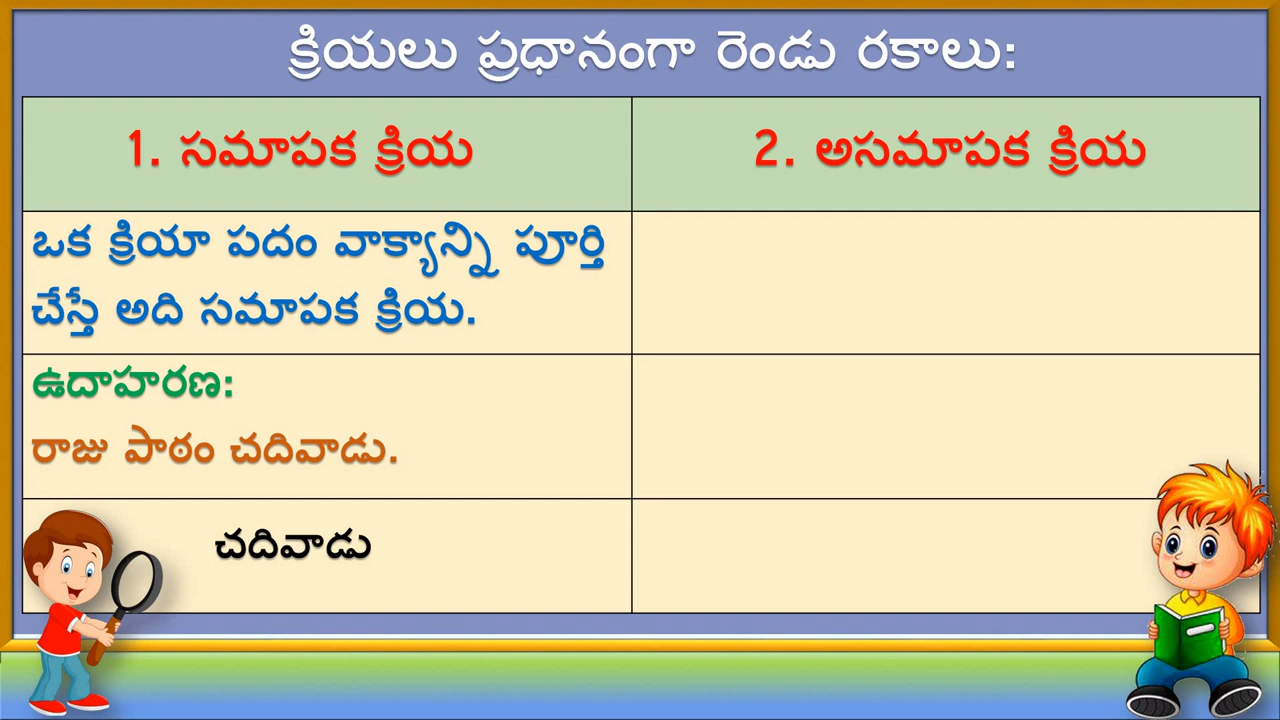 క్రియలు ప్రధానంగా రెండు రకాలు:
1. సమాపక క్రియ
2. అసమాపక క్రియ
ఒక క్రియా పదం వాక్యాన్ని పూర్తి
చేస్తే అది సమాపక క్రియ.
ఉదాహరణ:
రాజు పాఠం చదివాడు.
చదివాడు